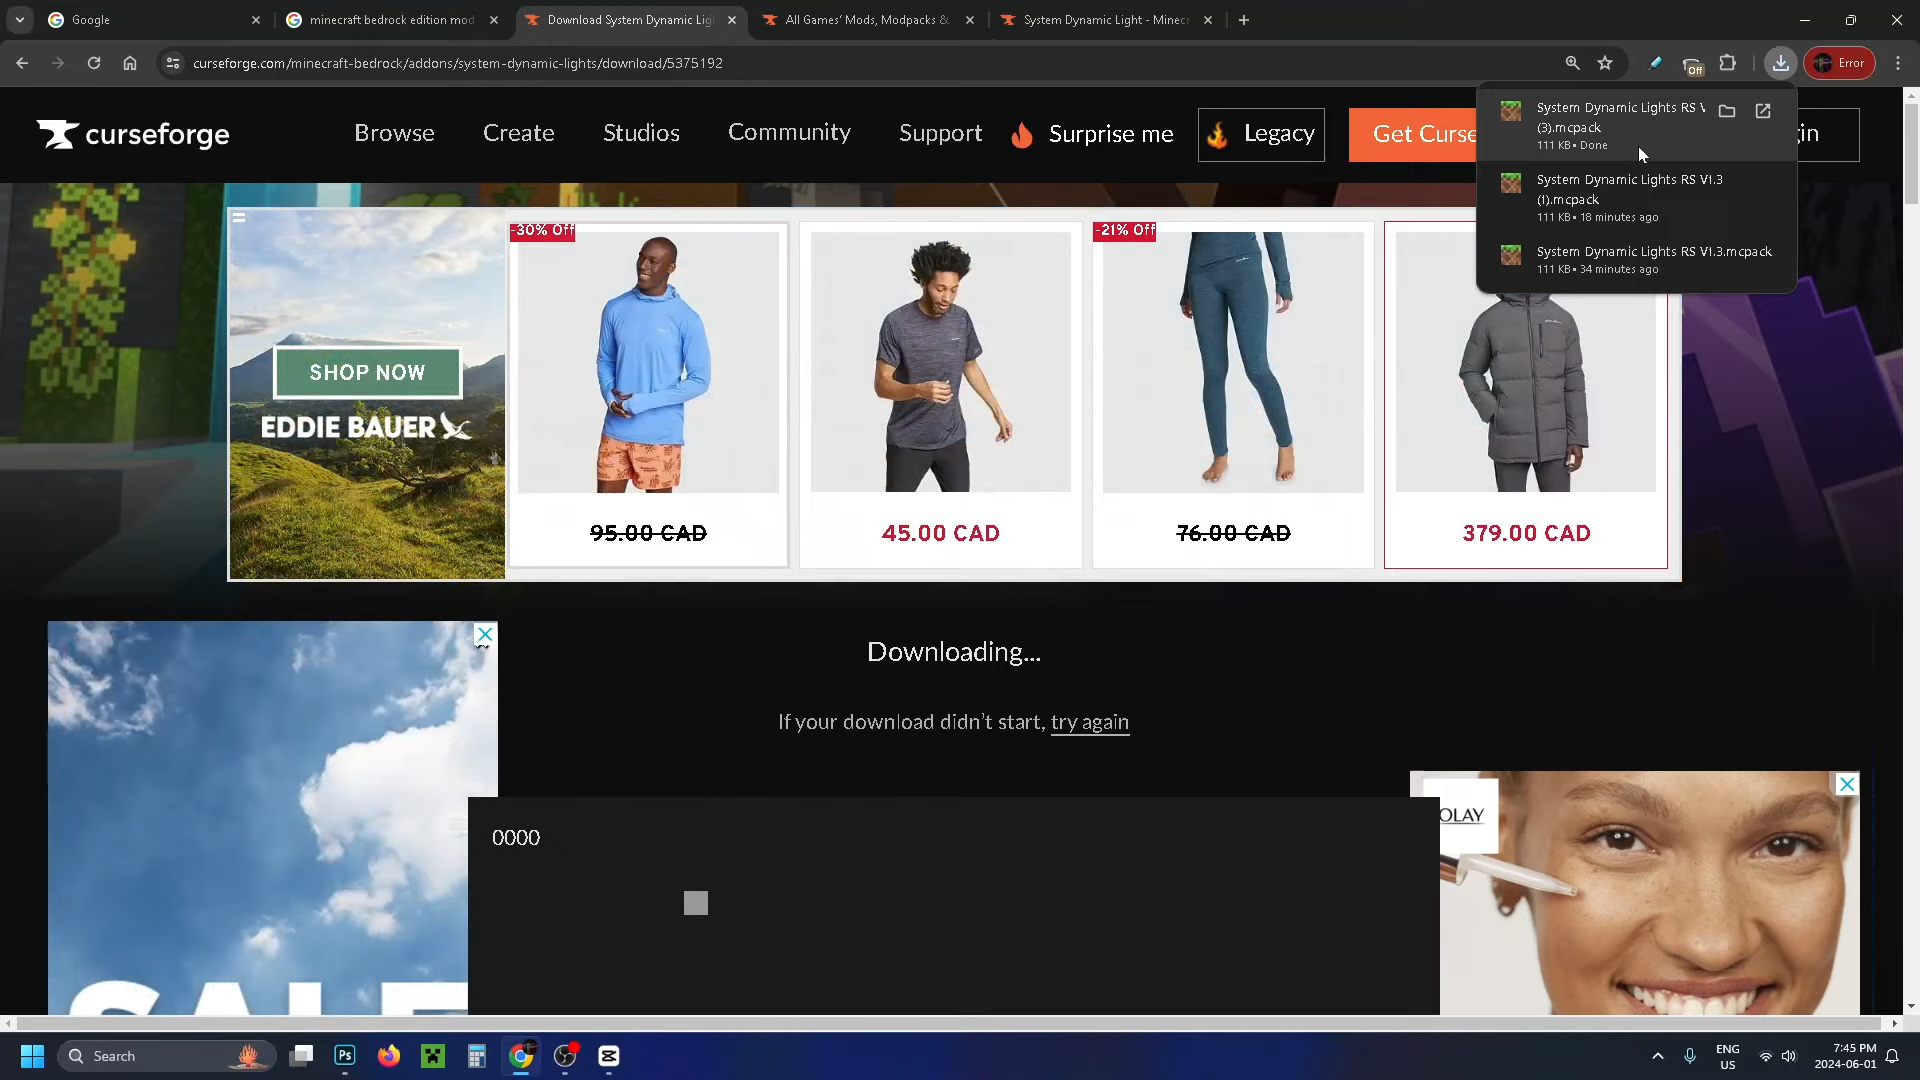 Google
minecraft bedrock edition mod
Download System Dynamic Lig
All Games' Mods, Modpacks &
System Dynamic Light - Minec
curseforge.com/minecraft-bedrock/addons/system-dynamic-lights/download/5375192
Off
Error
curseforge
Browse
Create
Studios
Community
Support
Surprise me
Legacy
Get Curse
gin
System Dynamic Lights RS V
(3).mcpack
111 KB • Done
System Dynamic Lights RS V1.3
(1).mcpack
111 KB • 18 minutes ago
System Dynamic Lights RS V1.3.mcpack
111 KB • 34 minutes ago
-30% Off
-21% Off
SHOP NOW
EDDIE BAUER
95.00 CAD
45.00 CAD
76.00 CAD
379.00 CAD
Downloading...
If your download didn't start, try again
OLAY
0000
SALE
Search
Ps
ENG
US
7:45 PM
2024-06-01